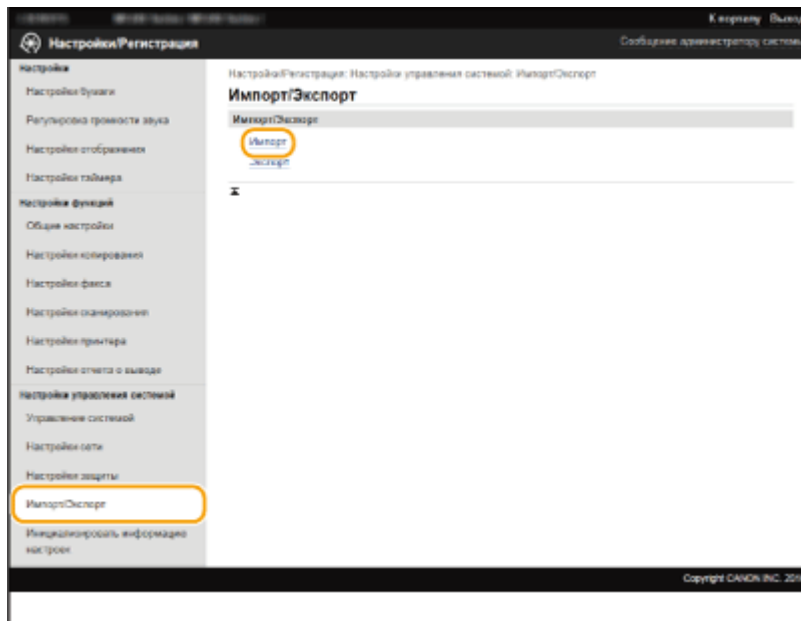 К порталу Выход
Настройки/Регистрация
Сообщение администратору системы
Настройки
Настройки бумаги
Регулировка громкости звука
Настройки отображения
Настройки таймера
Настройки функций
Общие настройки
Настройки копирования
Настройки факса
Настройки сканирования
Настройки принтера
Настройки отчета о выводе
Настройки управления системой
Управление системой
Настройки сети
Настройки защиты
Импорт/Экспорт
Инициализировать информацию
настроек
Настройки/Регистрация: Настройки управления системой: Импорт/Экспорт
Импорт/Экспорт
Импорт/Экспорт
Импорт
Экспорт
Copyright CANON INC. 201